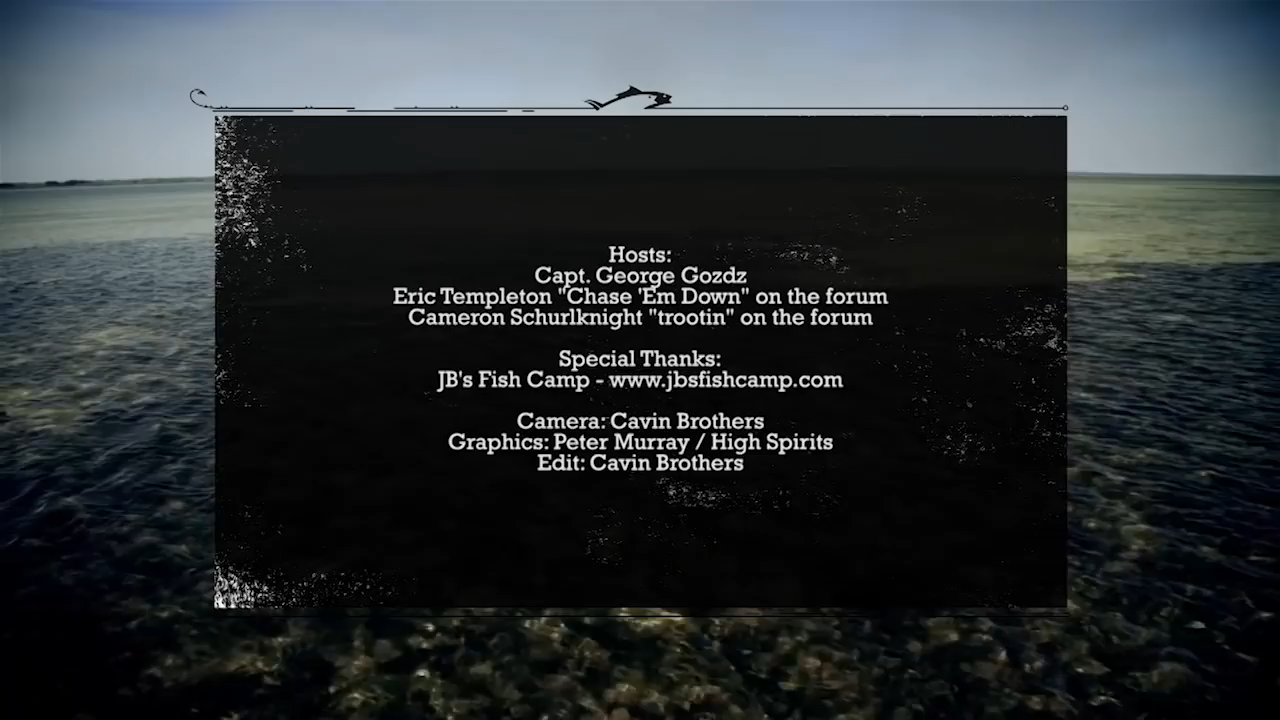 Hosts:
Capt. George Gozdz
Eric Templeton "Chase 'Em Down" on the forum
Cameron Schurlknight "trootin" on the forum
Special Thanks:
JB's Fish Camp - www.jbsfishcamp.com
Camera: Cavin Brothers
Graphics: Peter Murray / High Spirits
Edit: Cavin Brothers